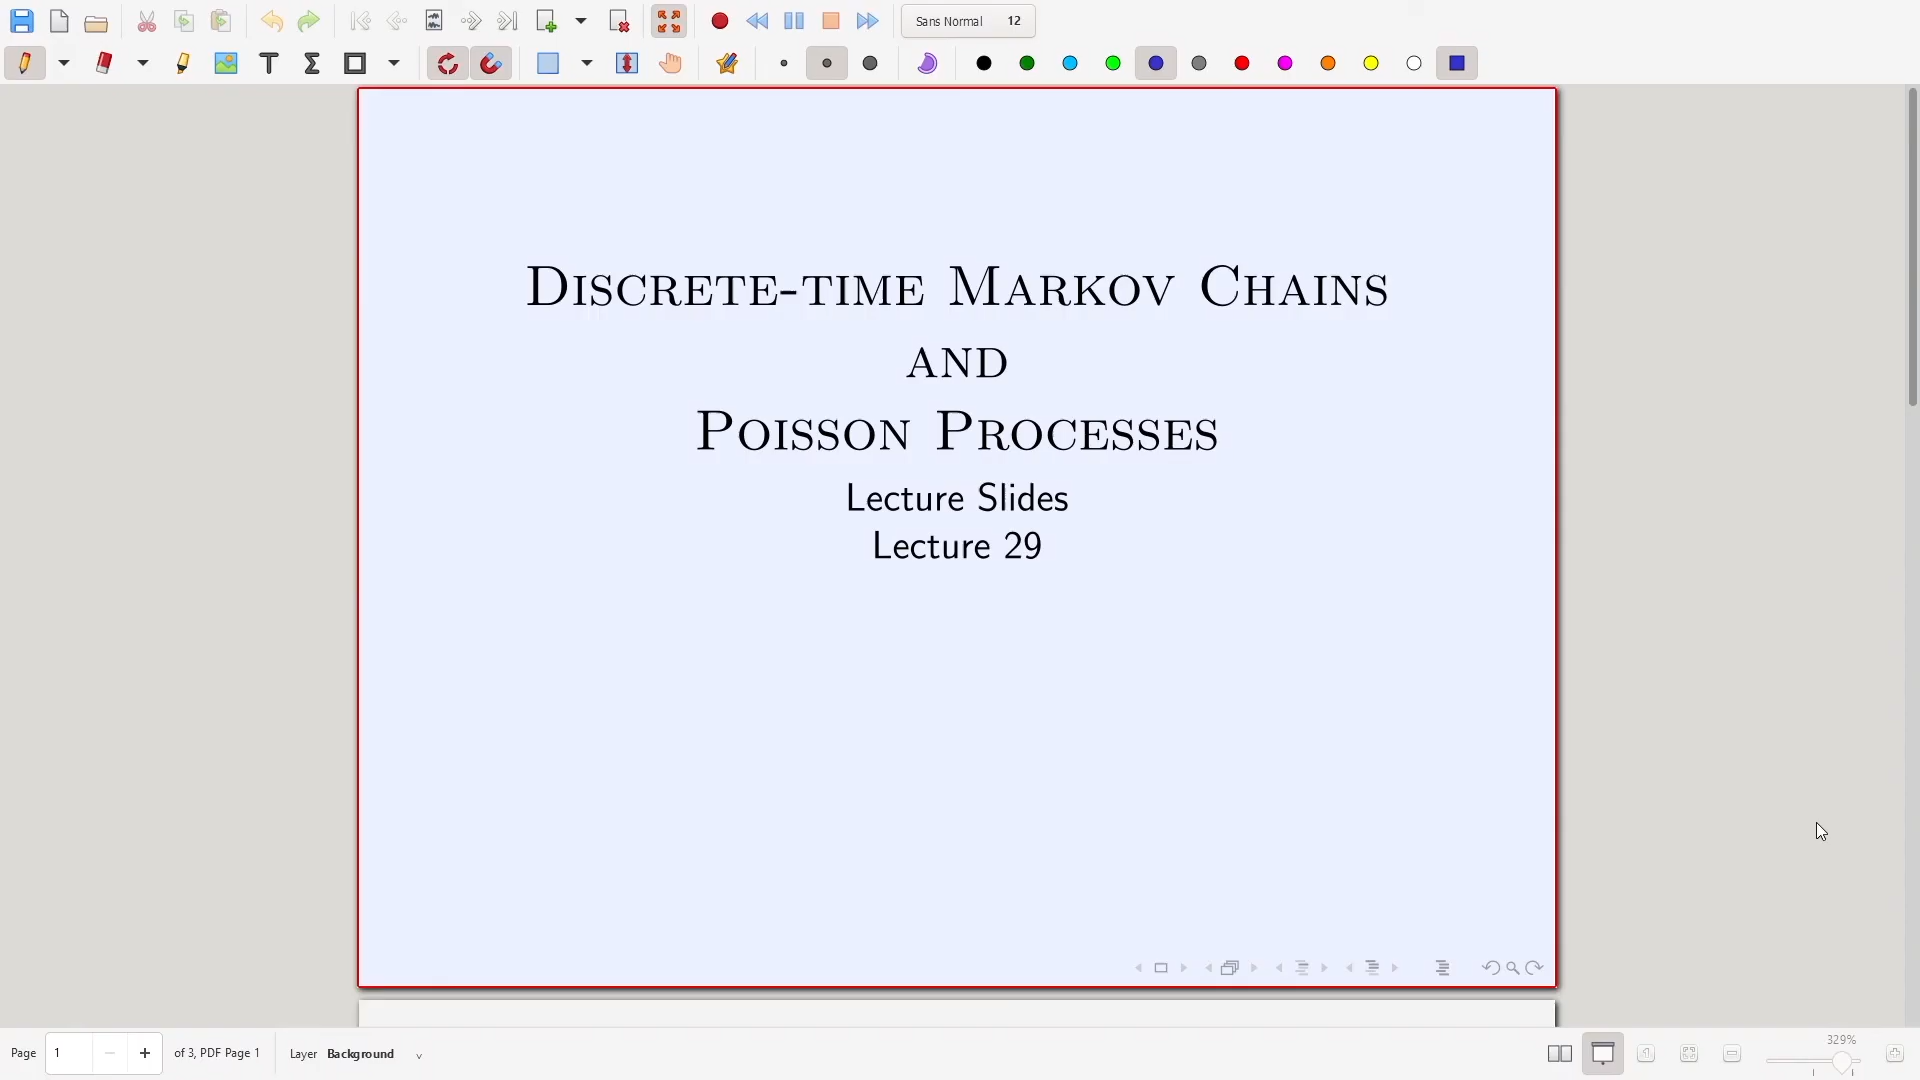 Sans Normal 12
DISCRETE-TIME MARKOV CHAINS
AND
POISSON PROCESSES
Lecture Slides
Lecture 29
329%
Page 1 of 3, PDF Page 1 Layer Background